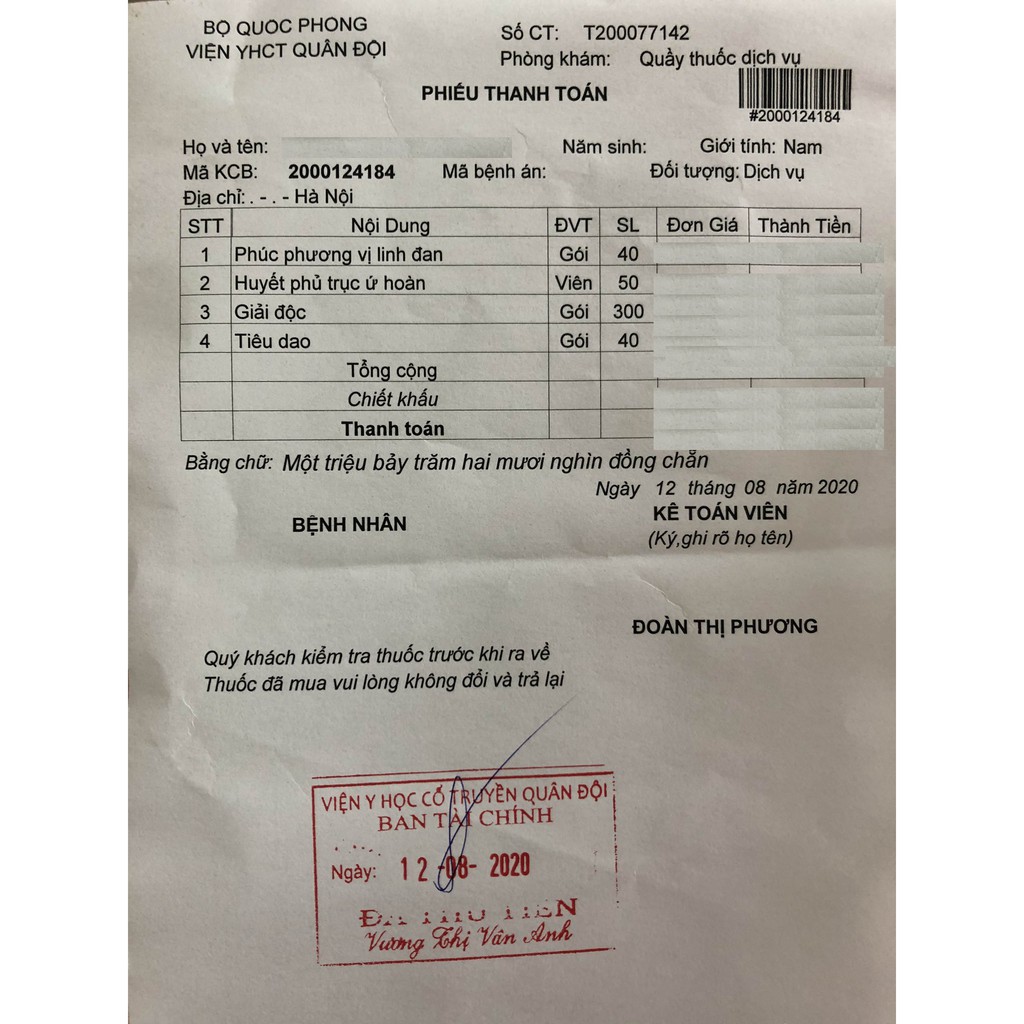 BỘ QUỐC PHÒNG
VIỆN YHCT QUÂN ĐỘI
Số CT: T200077142
Phòng khám: Quầy thuốc dịch vụ
PHIẾU THANH TOÁN
#2000124184
Họ và tên: Năm sinh: Giới tính: Nam
Mã KCB: 2000124184 Mã bệnh án: Đối tượng: Dịch vụ
Địa chỉ: . - . - Hà Nội
STT Nội Dung ĐVT SL Đơn Giá Thành Tiền
1 Phúc phương vị linh đan Gói 40
2 Huyết phủ trục ứ hoàn Viên 50
3 Giải độc Gói 300
4 Tiêu dao Gói 40
Tổng cộng
Chiết khấu
Thanh toán
Bằng chữ: Một triệu bảy trăm hai mươi nghìn đồng chẵn
Ngày 12 tháng 08 năm 2020
BỆNH NHÂN
KẾ TOÁN VIÊN
(Ký,ghi rõ họ tên)
ĐOÀN THỊ PHƯƠNG
Quý khách kiểm tra thuốc trước khi ra về
Thuốc đã mua vui lòng không đổi và trả lại
VIỆN Y HỌC CỔ TRUYỀN QUÂN ĐỘI
BAN TÀI CHÍNH
Ngày: 12 -08- 2020
ĐÃ THU TIỀN
Vương Thị Vân Anh